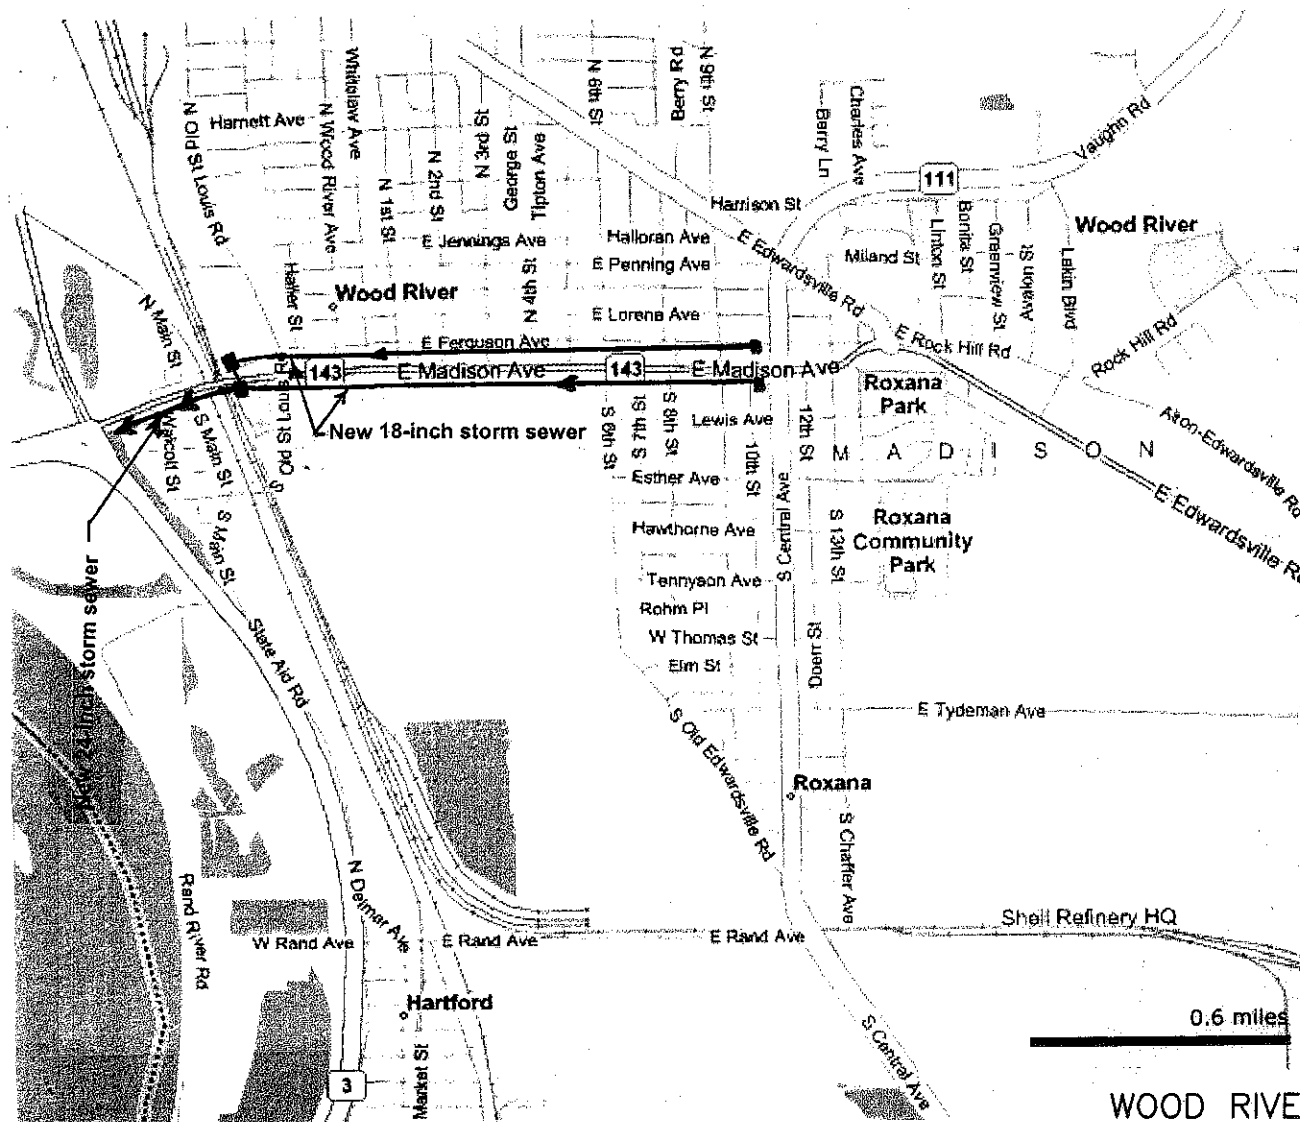 N Old St Louis Rd
Harnett Ave
N Wood River Ave
Whitelaw Ave
N 1st St
N 2nd St
N 3rd St
George St
Tipton Ave
N 4th St
N 6th St
Berry Rd
N 9th St
Berry Ln
Charles Ave
111
Vaughn Rd
Harrison St
E Jennings Ave
Halloran Ave
E Penning Ave
E Edwardsville Rd
Miland St
Linton St
Bonita St
Greenview St
Avalon St
Lakin Blvd
Wood River
Rock Hill Rd
Haller St
Wood River
N Main St
E Lorena Ave
E Ferguson Ave
E Rock Hill Rd
143
E Madison Ave
143
E Madison Ave
Roxana
Park
S Old St Louis Rd
New 18-inch storm sewer
Walcott St
S Main St
S Main St
S 6th St
S 7th St
S 8th St
Lewis Ave
10th St
12th St
MADISON
Alton-Edwardsville Rd
E Edwardsville Rd
Esther Ave
Hawthorne Ave
S Central Ave
S 13th St
Roxana
Community
Park
Tennyson Ave
Rohm Pl
W Thomas St
Elm St
Doerr St
New 24-inch storm sewer
State Aid Rd
E Tydeman Ave
S Old Edwardsville Rd
Roxana
S Chaffer Ave
Rand River Rd
N Delmar Ave
W Rand Ave
E Rand Ave
E Rand Ave
Shell Refinery HQ
Hartford
0.6 miles
3
Market St
S Central Ave
WOOD RIVE